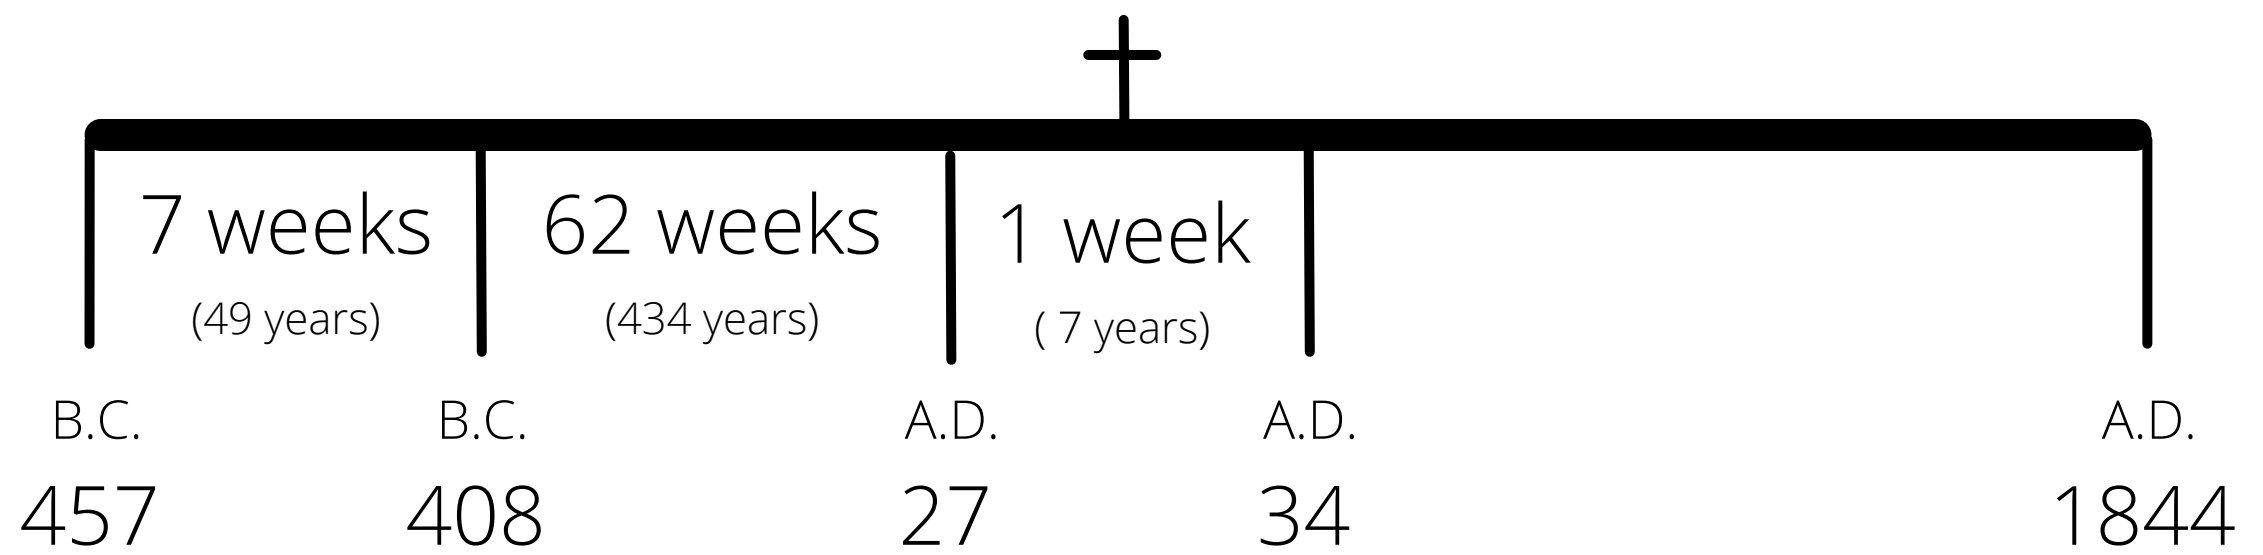 7 weeks 62 weeks 1 week
(49 years) (434 years) ( 7 years)
B.C. B.C. A.D. A.D. A.D.
457 408 27 34 1844